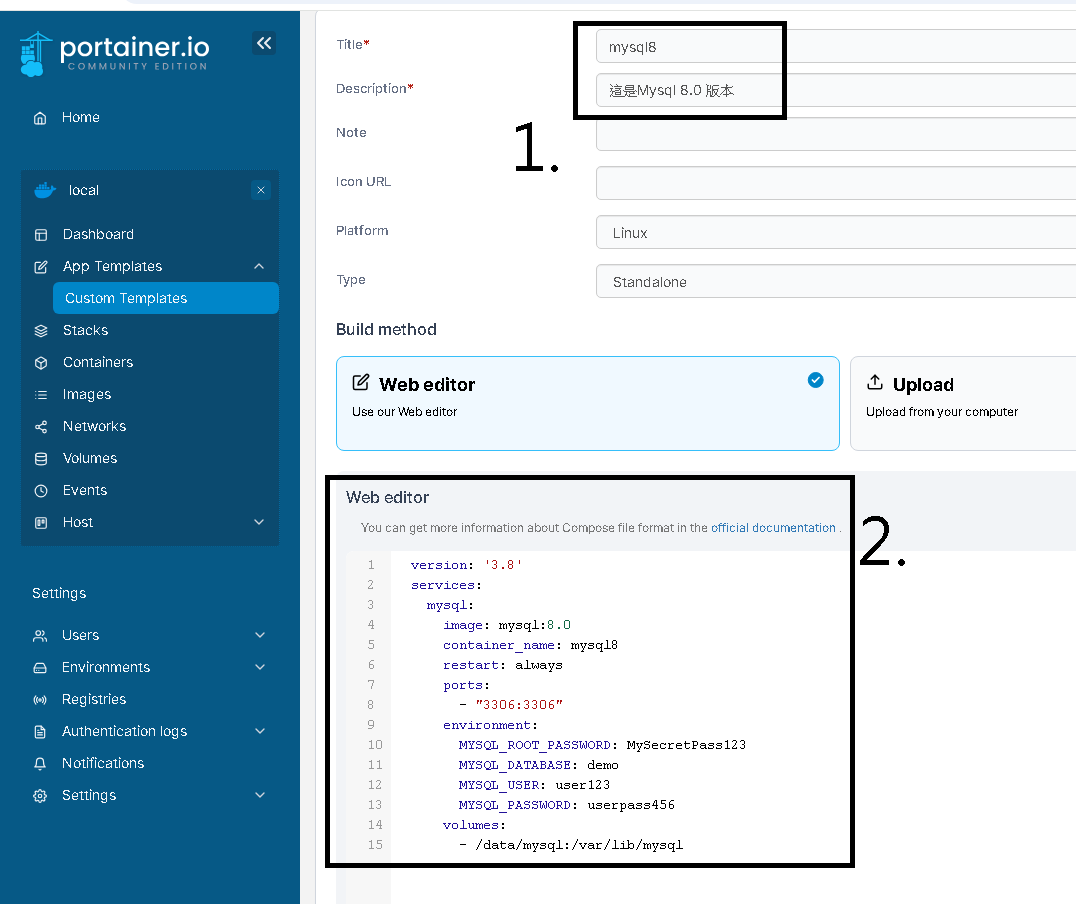 portainer.io
COMMUNITY EDITION
Home
local
Dashboard
App Templates
Custom Templates
Stacks
Containers
Images
Networks
Volumes
Events
Host
Settings
Users
Environments
Registries
Authentication logs
Notifications
Settings
Title* mysql8
Description* 這是Mysql 8.0 版本
1.
Note
Icon URL
Platform Linux
Type Standalone
Build method
Web editor
Use our Web editor
Upload
Upload from your computer
Web editor
You can get more information about Compose file format in the official documentation .
2.
1 version: '3.8'
2 services:
3   mysql:
4     image: mysql:8.0
5     container_name: mysql8
6     restart: always
7     ports:
8       - "3306:3306"
9     environment:
10       MYSQL_ROOT_PASSWORD: MySecretPass123
11       MYSQL_DATABASE: demo
12       MYSQL_USER: user123
13       MYSQL_PASSWORD: userpass456
14     volumes:
15       - /data/mysql:/var/lib/mysql